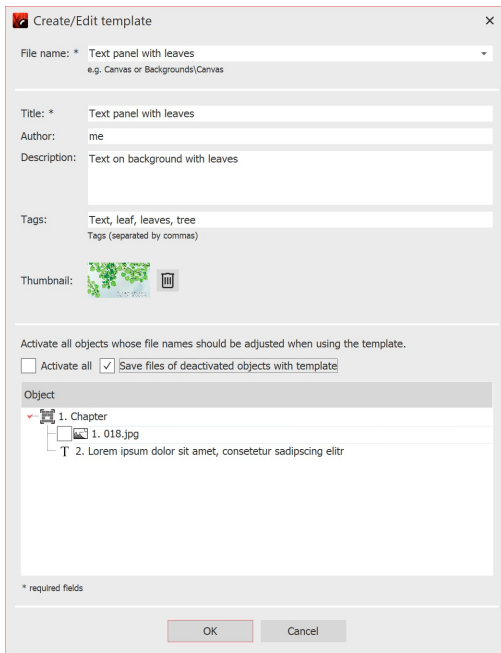 Create/Edit template
File name: * Text panel with leaves
e.g. Canvas or Backgrounds\Canvas
Title: * Text panel with leaves
Author: me
Description: Text on background with leaves
Tags: Text, leaf, leaves, tree
Tags (separated by commas)
Thumbnail:
Activate all objects whose file names should be adjusted when using the template.
Activate all Save files of deactivated objects with template
Object
1. Chapter
1. 018.jpg
T 2. Lorem ipsum dolor sit amet, consetetur sadipscing elitr
* required fields
OK Cancel